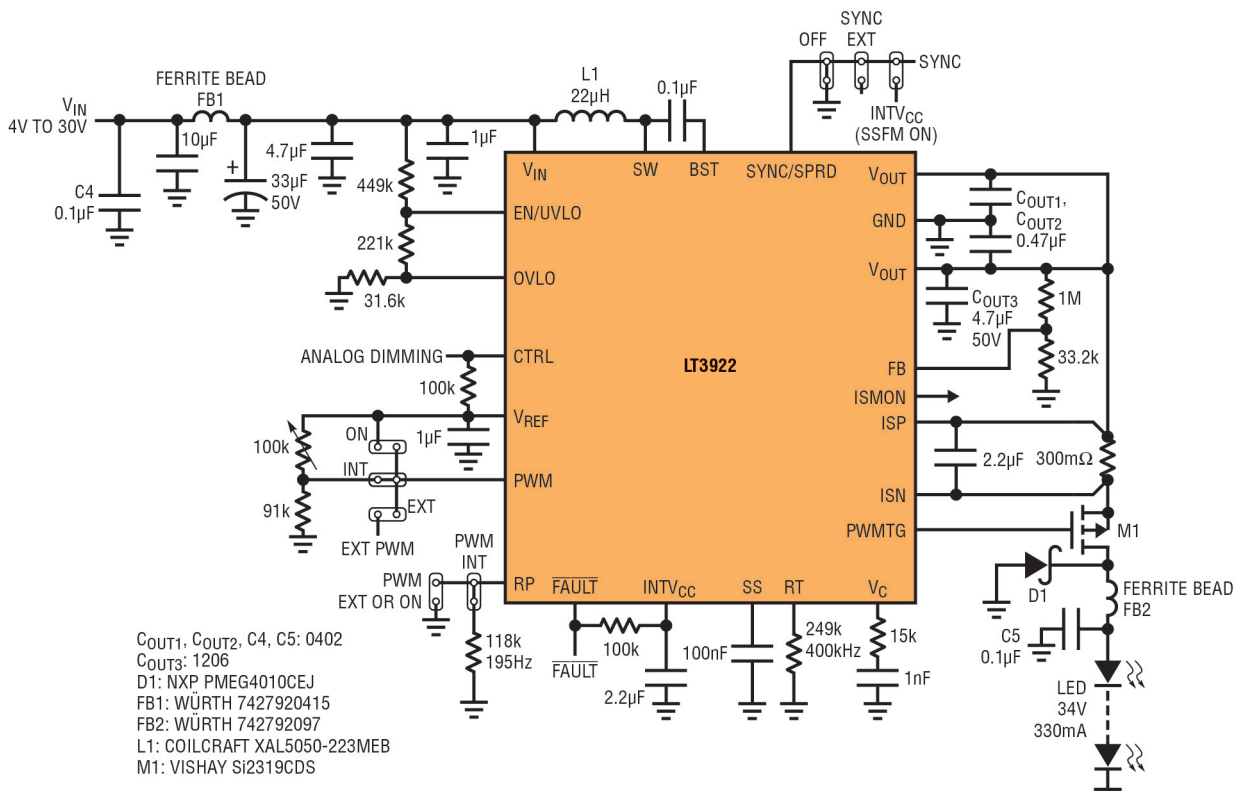 SYNC
OFF EXT
SYNC
INTVCC
(SSFM ON)
FERRITE BEAD
FB1
L1
22µH
0.1µF
VIN
4V TO 30V
10µF
4.7µF
1µF
C4
0.1µF
+
33µF
50V
449k
221k
31.6k
VIN
SW
BST
SYNC/SPRD
VOUT
EN/UVLO
GND
COUT1,
COUT2
0.47µF
OVLO
VOUT
COUT3
4.7µF
50V
1M
33.2k
ANALOG DIMMING
CTRL
LT3922
FB
100k
ISMON
VREF
ISP
100k
ON
1µF
INT
PWM
2.2µF
300mΩ
91k
EXT
ISN
EXT PWM
PWMTG
M1
PWM
INT
PWM
EXT OR ON
RP
FAULT
INTVCC
SS
RT
VC
D1
FERRITE BEAD
FB2
118k
195Hz
100k
FAULT
2.2µF
100nF
249k
400kHz
15k
1nF
C5
0.1µF
LED
34V
330mA
COUT1, COUT2, C4, C5: 0402
COUT3: 1206
D1: NXP PMEG4010CEJ
FB1: WÜRTH 7427920415
FB2: WÜRTH 742792097
L1: COILCRAFT XAL5050-223MEB
M1: VISHAY Si2319CDS